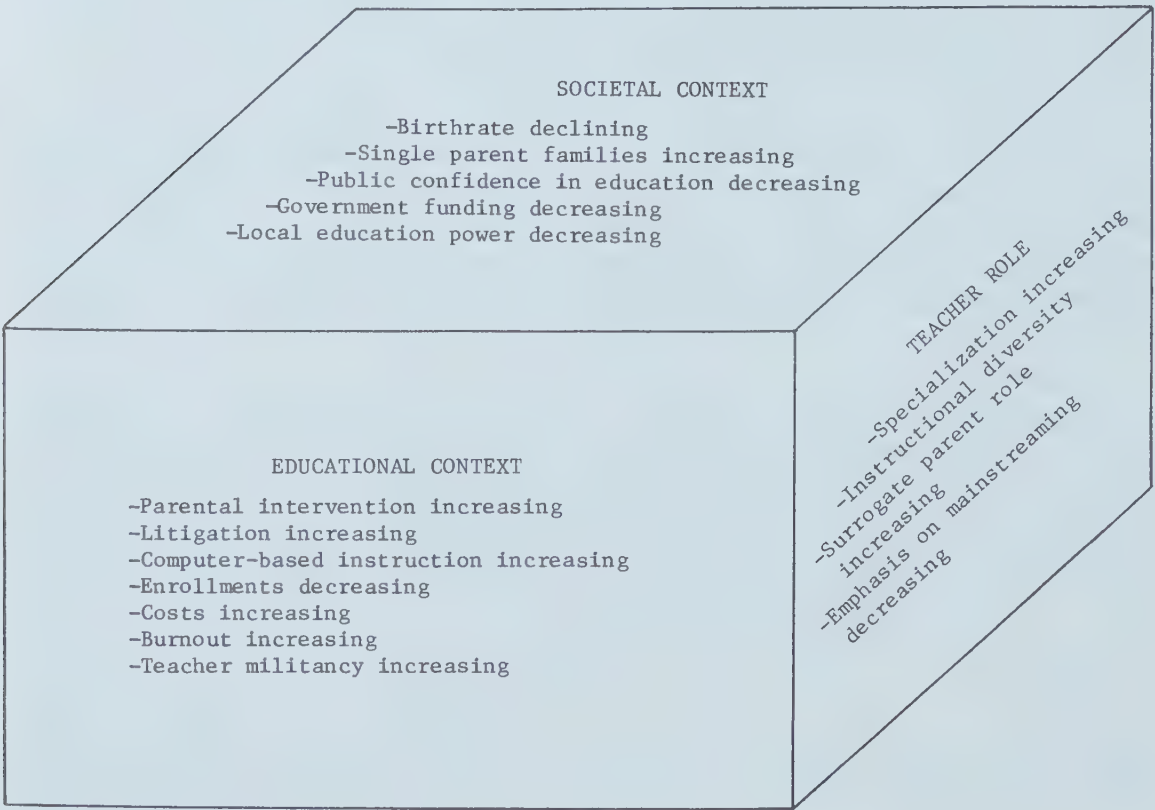 SOCIETAL CONTEXT
-Birthrate declining
-Single parent families increasing
-Public confidence in education decreasing
-Government funding decreasing
-Local education power decreasing
EDUCATIONAL CONTEXT
-Parental intervention increasing
-Litigation increasing
-Computer-based instruction increasing
-Enrollments decreasing
-Costs increasing
-Burnout increasing
-Teacher militancy increasing
TEACHER ROLE
-Specialization increasing
-Instructional diversity
-Surrogate parent role
increasing
-Emphasis on mainstreaming
decreasing